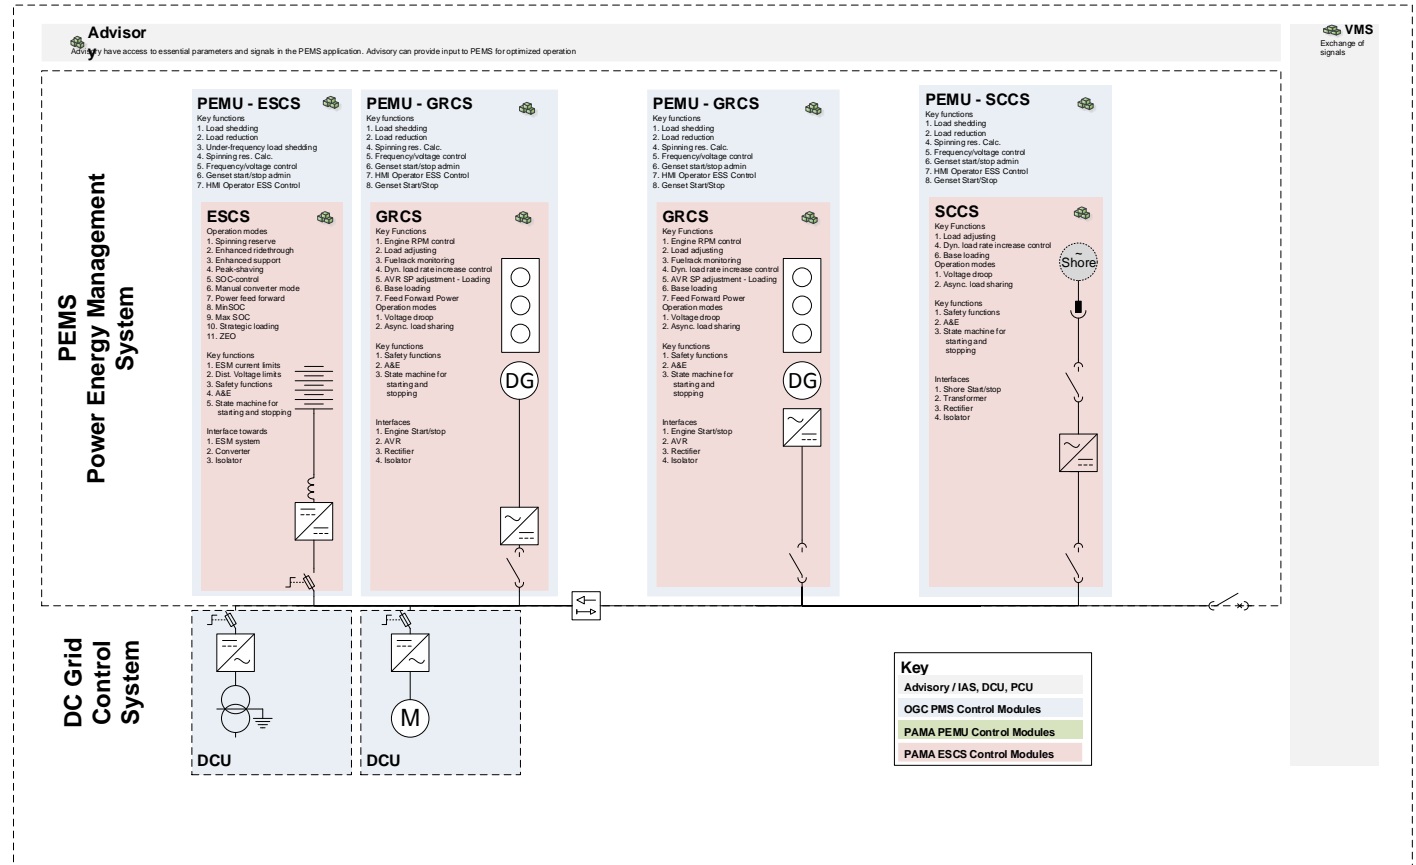 Advisory
Advisory have access to essential parameters and signals in the PEMS application. Advisory can provide input to PEMS for optimized operation
VMS
Exchange of
signals
PEMS
Power Energy Management
System
PEMU - ESCS
Key functions
1. Load shedding
2. Load reduction
3. Under-frequency load shedding
4. Spinning res. Calc.
5. Frequency/voltage control
6. Genset start/stop admin
7. HMI Operator ESS Control
ESCS
Operation modes
1. Spinning reserve
2. Enhanced ridethrough
3. Enhanced support
4. Peak-shaving
5. SOC-control
6. Manual converter mode
7. Power feed forward
8. MinSOC
9. Max SOC
10. Strategic loading
11. ZEO
Key functions
1. ESM current limits
2. Dist. Voltage limits
3. Safety functions
4. A&E
5. State machine for
starting and stopping
Interface towards
1. ESM system
2. Converter
3. Isolator
PEMU - GRCS
Key functions
1. Load shedding
2. Load reduction
4. Spinning res. Calc.
5. Frequency/voltage control
6. Genset start/stop admin
7. HMI Operator ESS Control
8. Genset Start/Stop
GRCS
Key Functions
1. Engine RPM control
2. Load adjusting
3. Fuelrack monitoring
4. Dyn. load rate increase control
5. AVR SP adjustment - Loading
6. Base loading
7. Feed Forward Power
Operation modes
1. Voltage droop
2. Async. load sharing
Key functions
1. Safety functions
2. A&E
3. State machine for
starting and
stopping
DG
Interfaces
1. Engine Start/stop
2. AVR
3. Rectifier
4. Isolator
PEMU - GRCS
Key functions
1. Load shedding
2. Load reduction
4. Spinning res. Calc.
5. Frequency/voltage control
6. Genset start/stop admin
7. HMI Operator ESS Control
8. Genset Start/Stop
GRCS
Key Functions
1. Engine RPM control
2. Load adjusting
3. Fuelrack monitoring
4. Dyn. load rate increase control
5. AVR SP adjustment - Loading
6. Base loading
7. Feed Forward Power
Operation modes
1. Voltage droop
2. Async. load sharing
Key functions
1. Safety functions
2. A&E
3. State machine for
starting and
stopping
DG
Interfaces
1. Engine Start/stop
2. AVR
3. Rectifier
4. Isolator
PEMU - SCCS
Key functions
1. Load shedding
2. Load reduction
4. Spinning res. Calc.
5. Frequency/voltage control
6. Genset start/stop admin
7. HMI Operator ESS Control
8. Genset Start/Stop
SCCS
Key Functions
1. Load adjusting
4. Dyn. load rate increase control
6. Base loading
Operation modes
1. Voltage droop
2. Async. load sharing
~
Shore
Key functions
1. Safety functions
2. A&E
3. State machine for
starting and
stopping
Interfaces
1. Shore Start/stop
2. Transformer
3. Rectifier
4. Isolator
DC Grid
Control
System
DCU
M
DCU
Key
Advisory / IAS, DCU, PCU
OGC PMS Control Modules
PAMA PEMU Control Modules
PAMA ESCS Control Modules